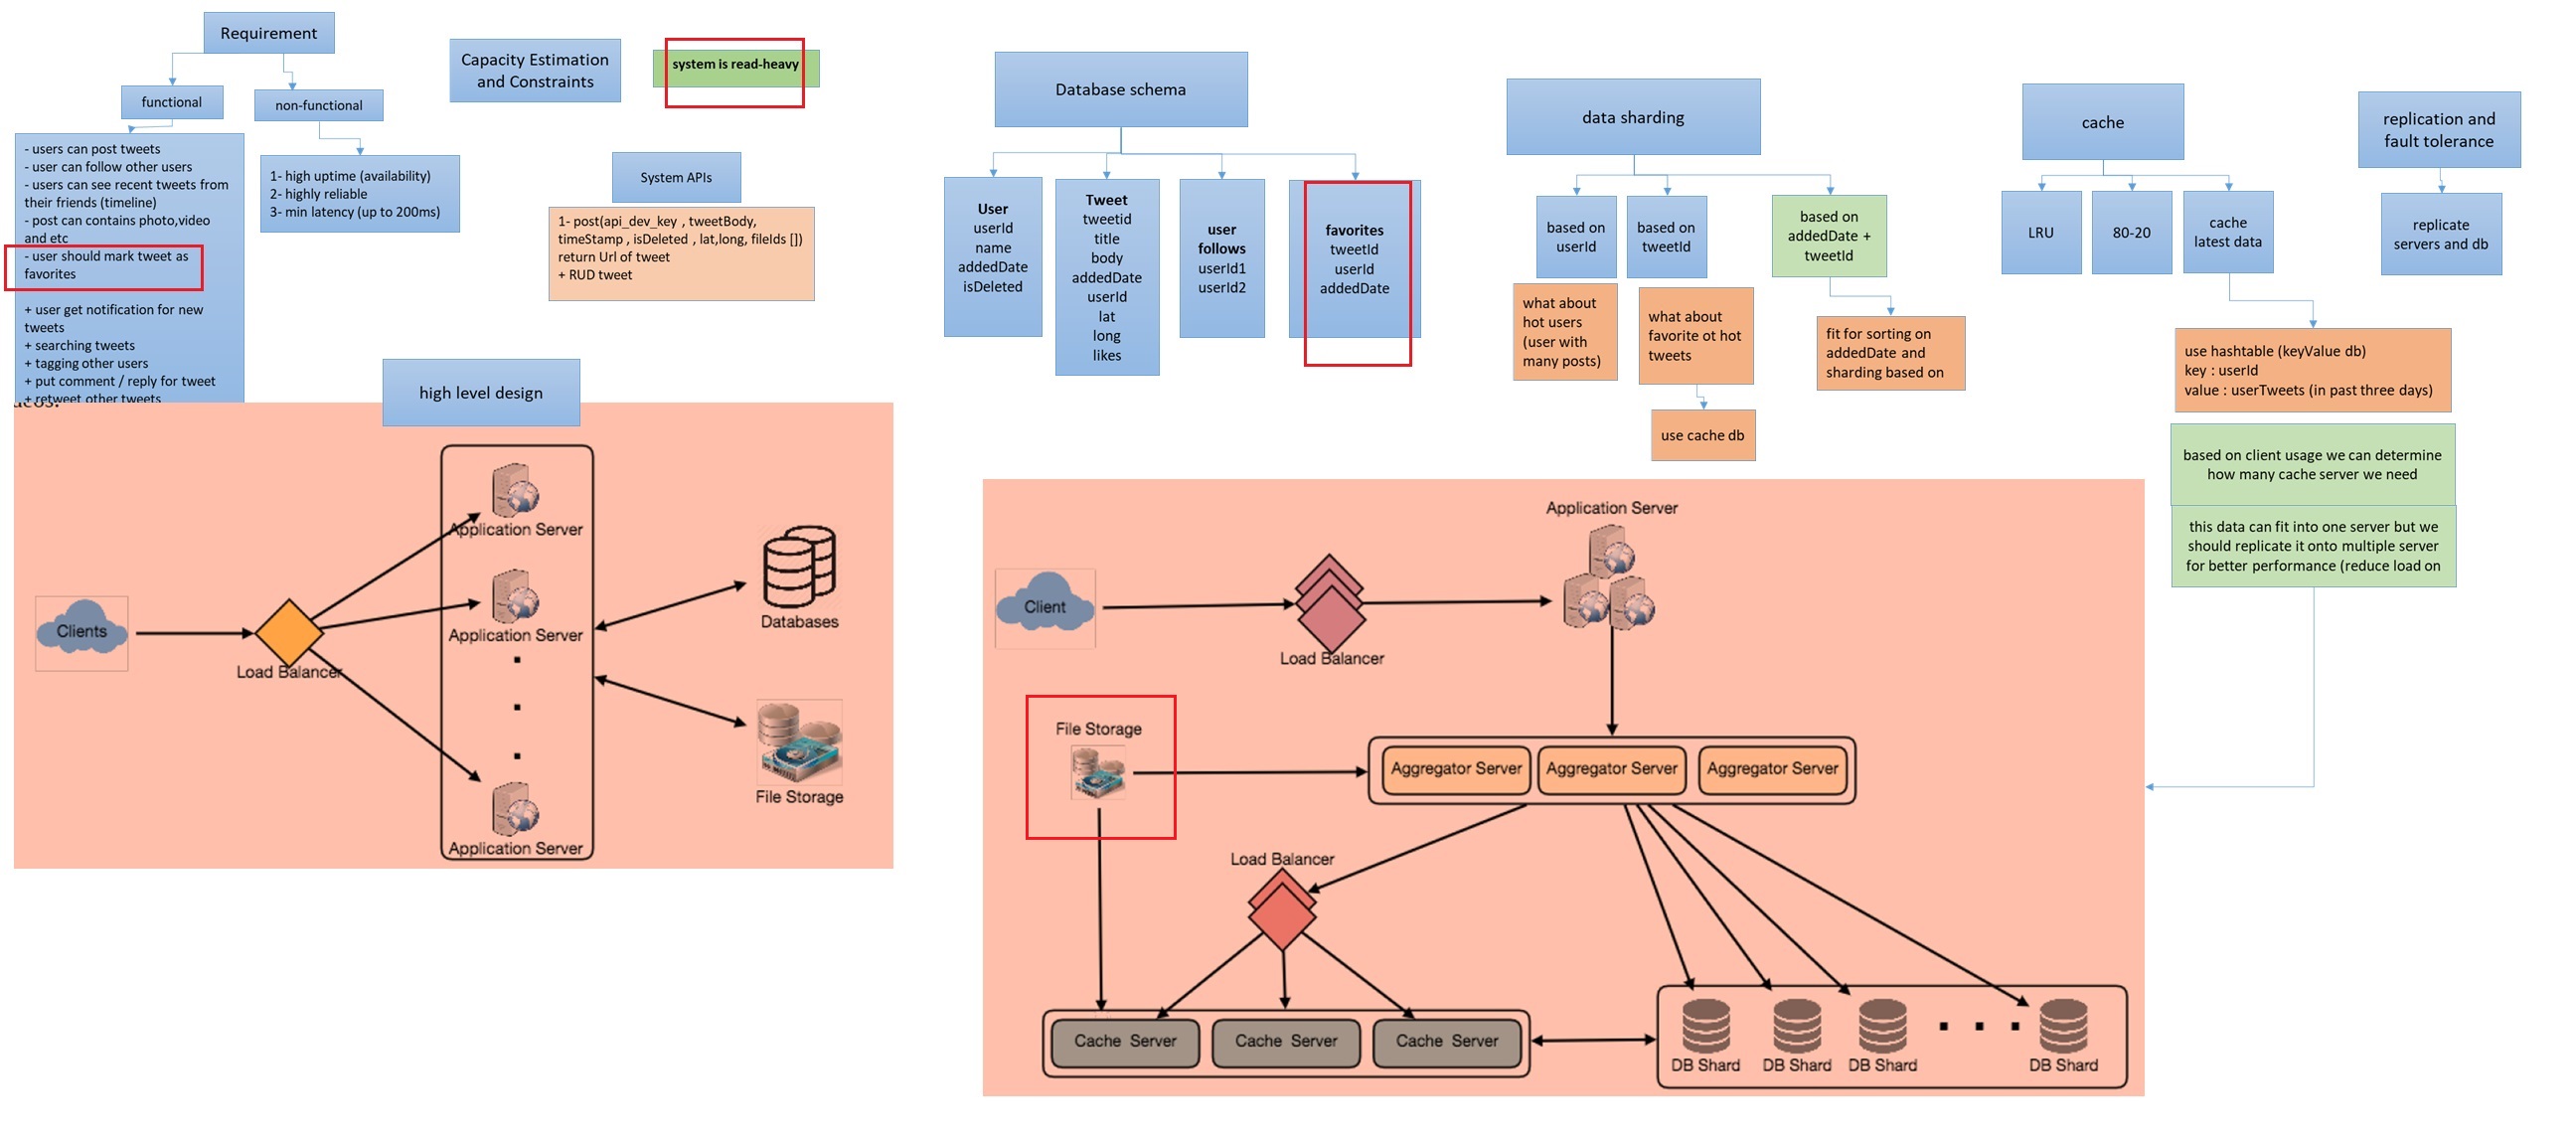 Requirement
functional
non-functional
- users can post tweets
- user can follow other users
- users can see recent tweets from
their friends (timeline)
- post can contains photo,video
and etc
- user should mark tweet as
favorites
+ user get notification for new
tweets
+ searching tweets
+ tagging other users
+ put comment / reply for tweet
+ retweet other tweets
1- high uptime (availability)
2- highly reliable
3- min latency (up to 200ms)
Capacity Estimation
and Constraints
system is read-heavy
System APIs
1- post(api_dev_key , tweetBody,
timeStamp , isDeleted , lat,long, fileIds [])
return Url of tweet
+ RUD tweet
high level design
Clients
Load Balancer
Application Server
Application Server
Application Server
Databases
File Storage
Database schema
User
userId
name
addedDate
isDeleted
Tweet
tweetid
title
body
addedDate
userId
lat
long
likes
user
follows
userId1
userId2
favorites
tweetId
userId
addedDate
data sharding
based on
userId
based on
tweetId
based on
addedDate +
tweetId
what about
hot users
(user with
many posts)
what about
favorite ot hot
tweets
use cache db
fit for sorting on
addedDate and
sharding based on
cache
LRU
80-20
cache
latest data
use hashtable (keyValue db)
key : userId
value : userTweets (in past three days)
based on client usage we can determine
how many cache server we need
this data can fit into one server but we
should replicate it onto multiple server
for better performance (reduce load on
replication and
fault tolerance
replicate
servers and db
Client
Load Balancer
Application Server
File Storage
Aggregator Server
Aggregator Server
Aggregator Server
Load Balancer
Cache Server
Cache Server
Cache Server
DB Shard
DB Shard
DB Shard
DB Shard